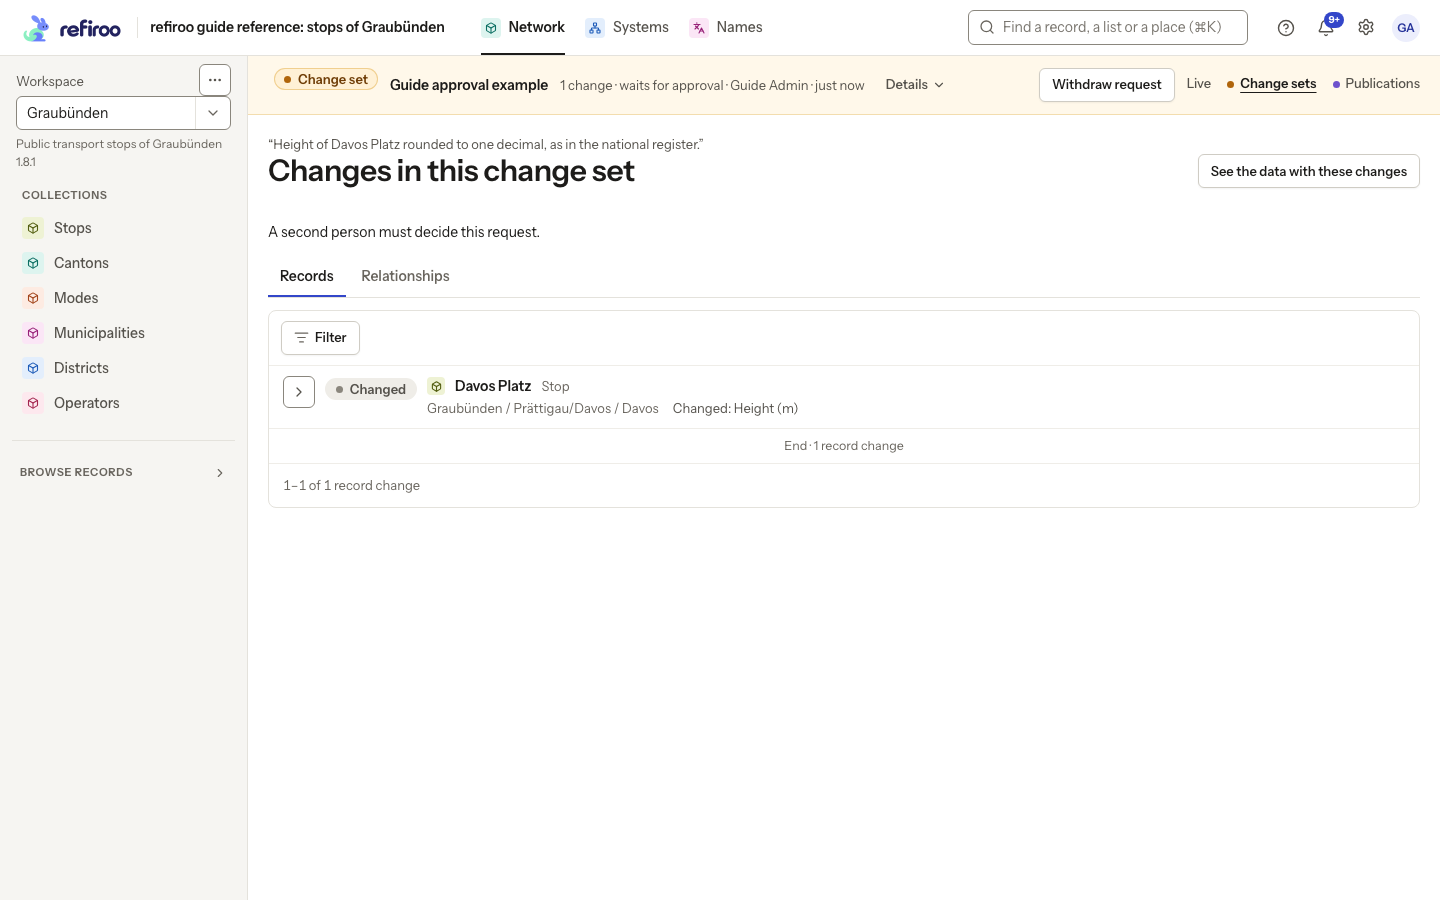 refiroo
refiroo guide reference: stops of Graubünden
Network
Systems
Names
Find a record, a list or a place (⌘K)
9+
GA
Workspace
Graubünden
Public transport stops of Graubünden
1.8.1
COLLECTIONS
Stops
Cantons
Modes
Municipalities
Districts
Operators
BROWSE RECORDS
Change set
Guide approval example
1 change · waits for approval · Guide Admin · just now
Details
Withdraw request
Live
Change sets
Publications
“Height of Davos Platz rounded to one decimal, as in the national register.”
Changes in this change set
See the data with these changes
A second person must decide this request.
Records
Relationships
Filter
Changed
Davos Platz Stop
Graubünden / Prättigau/Davos / Davos Changed: Height (m)
End · 1 record change
1–1 of 1 record change